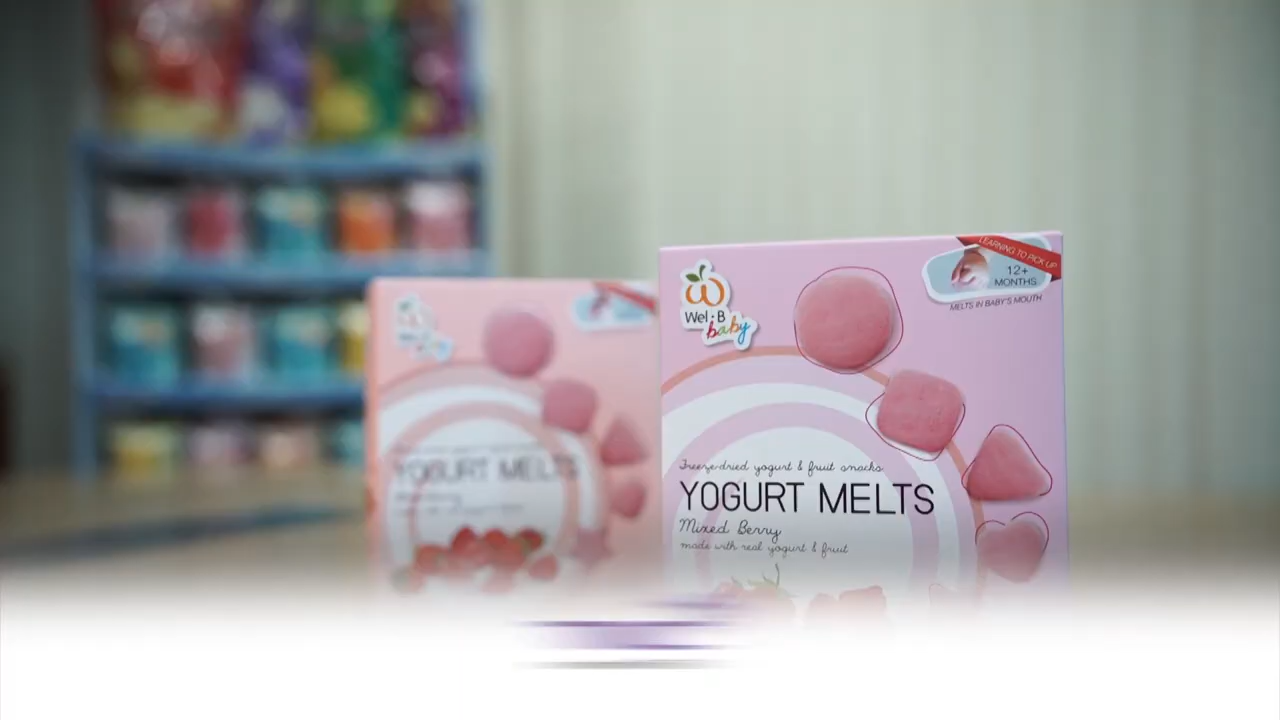 LEARNING TO PICK UP
12+
MONTHS
MELTS IN BABY'S MOUTH
Wel B
baby
Freeze-dried yogurt & fruit snacks
YOGURT MELTS
Mixed Berry
made with real yogurt & fruit
YOGURT MELTS